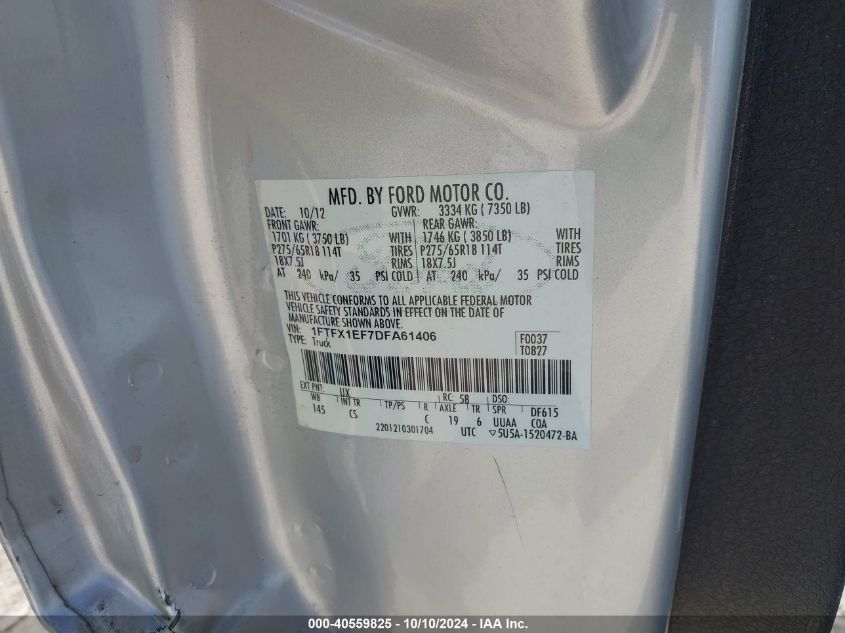 MFD. BY FORD MOTOR CO.
DATE: 10/12 GVWR: 3334 KG ( 7350 LB)
FRONT GAWR: REAR GAWR:
1701 KG ( 3750 LB) WITH 1746 KG ( 3850 LB) WITH
P275/65R18 114T TIRES P275/65R18 114T TIRES
18X7.5J RIMS 18X7.5J RIMS
AT 240 kPa/ 35 PSI COLD AT 240 kPa/ 35 PSI COLD
THIS VEHICLE CONFORMS TO ALL APPLICABLE FEDERAL MOTOR
VEHICLE SAFETY STANDARDS IN EFFECT ON THE DATE OF
MANUFACTURE SHOWN ABOVE.
VIN: 1FTFX1EF7DFA61406 F0037
TYPE: Truck T0827
EXT PNT: UX RC: 58 DSO:
WB INT TR TP/PS R AXLE TR SPR DF615
145 CS C 19 6 UUAA COA
2201210301704 UTC ▽5U5A-1520472-BA
000-40559825 - 10/10/2024 - IAA Inc.